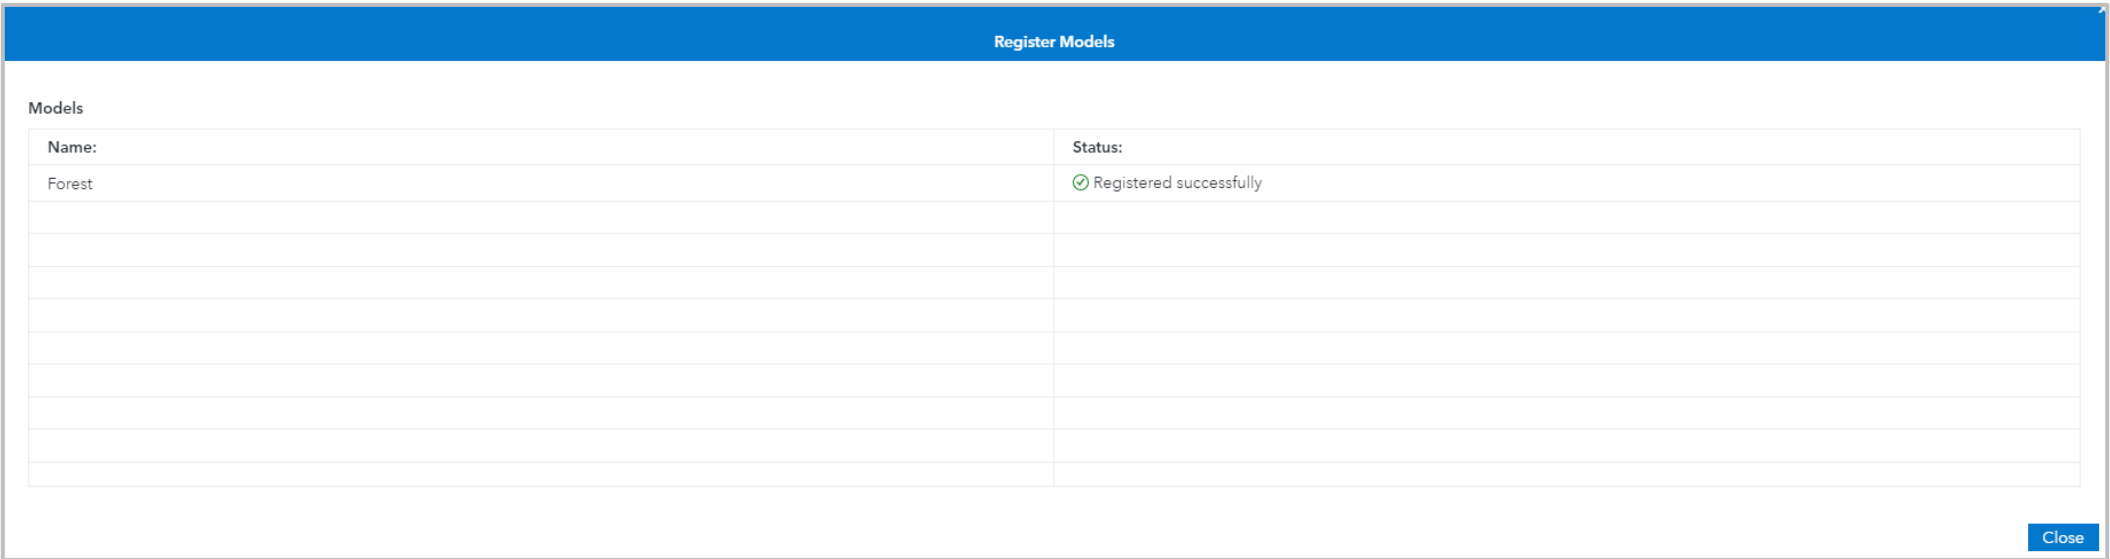 Register Models
Models
Name: Status:
Forest Registered successfully
Close